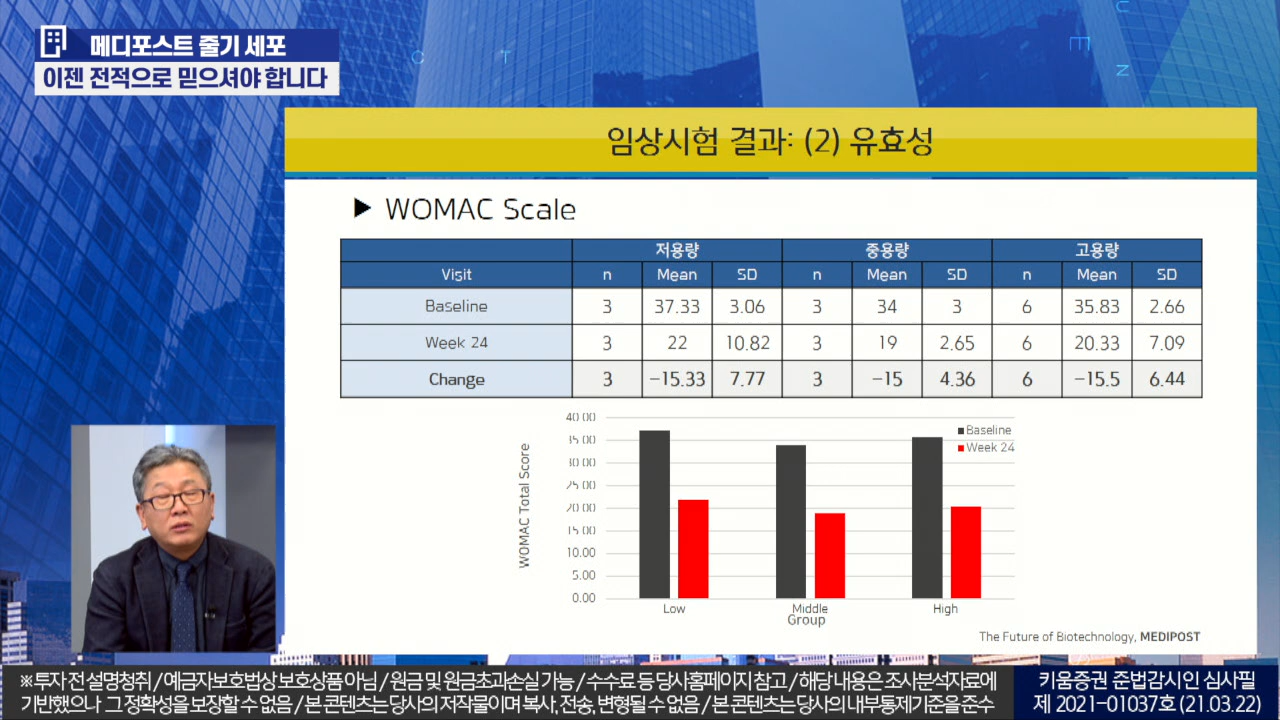 메디포스트 줄기 세포
이젠 전적으로 믿으셔야 합니다
C T U E N
임상시험 결과: (2) 유효성
▶ WOMAC Scale
저용량 중용량 고용량
Visit n Mean SD n Mean SD n Mean SD
Baseline 3 37.33 3.06 3 34 3 6 35.83 2.66
Week 24 3 22 10.82 3 19 2.65 6 20.33 7.09
Change 3 -15.33 7.77 3 -15 4.36 6 -15.5 6.44
WOMAC Total Score
40.00
35.00
30.00
25.00
20.00
15.00
10.00
5.00
0.00
Baseline
Week 24
Low Middle High
Group
The Future of Biotechnology, MEDIPOST
※투자 전 설명청취 / 예금자보호법상 보호상품 아님 / 원금 및 원금초과손실 가능 / 수수료 등 당사홈페이지 참고 / 해당 내용은 조사분석자료에
기반했으나 그 정확성을 보장할 수 없음 / 본 콘텐츠는 당사의 저작물이며 복사, 전송, 변형될 수 없음 / 본 콘텐츠는 당사의 내부통제기준을 준수
키움증권 준법감시인 심사필
제 2021-01037호 (21.03.22)